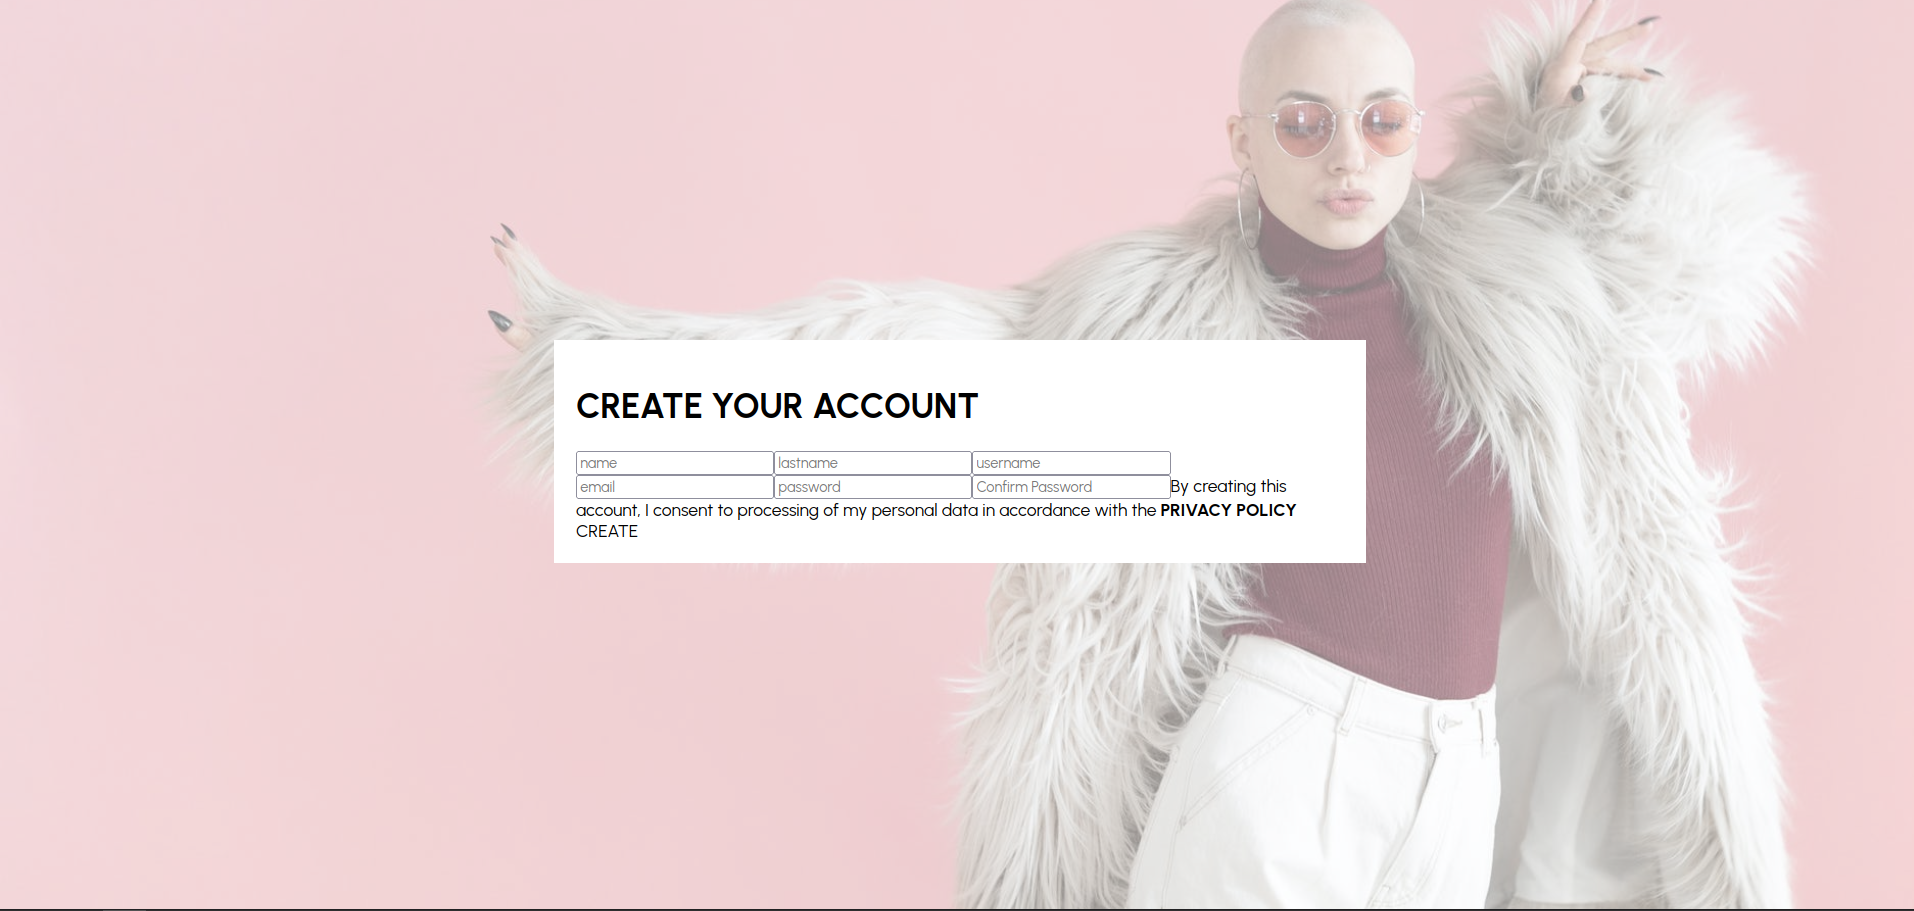 CREATE YOUR ACCOUNT
name lastname username
email password Confirm Password By creating this
account, I consent to processing of my personal data in accordance with the PRIVACY POLICY
CREATE